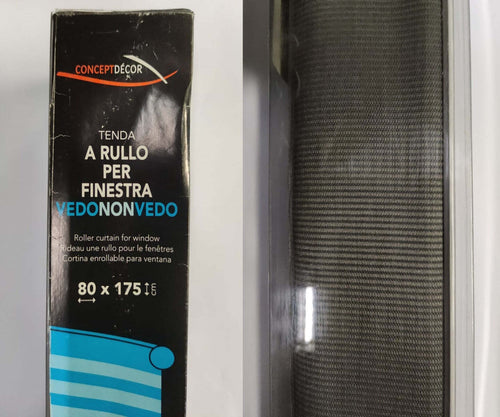 CONCEPTDÉCOR
TENDA
A RULLO
PER
FINESTRA
VEDONONVEDO
Roller curtain for window
Rideau une rullo pour le fenêtres
Cortina enrollable para ventana
80 x 175 cm